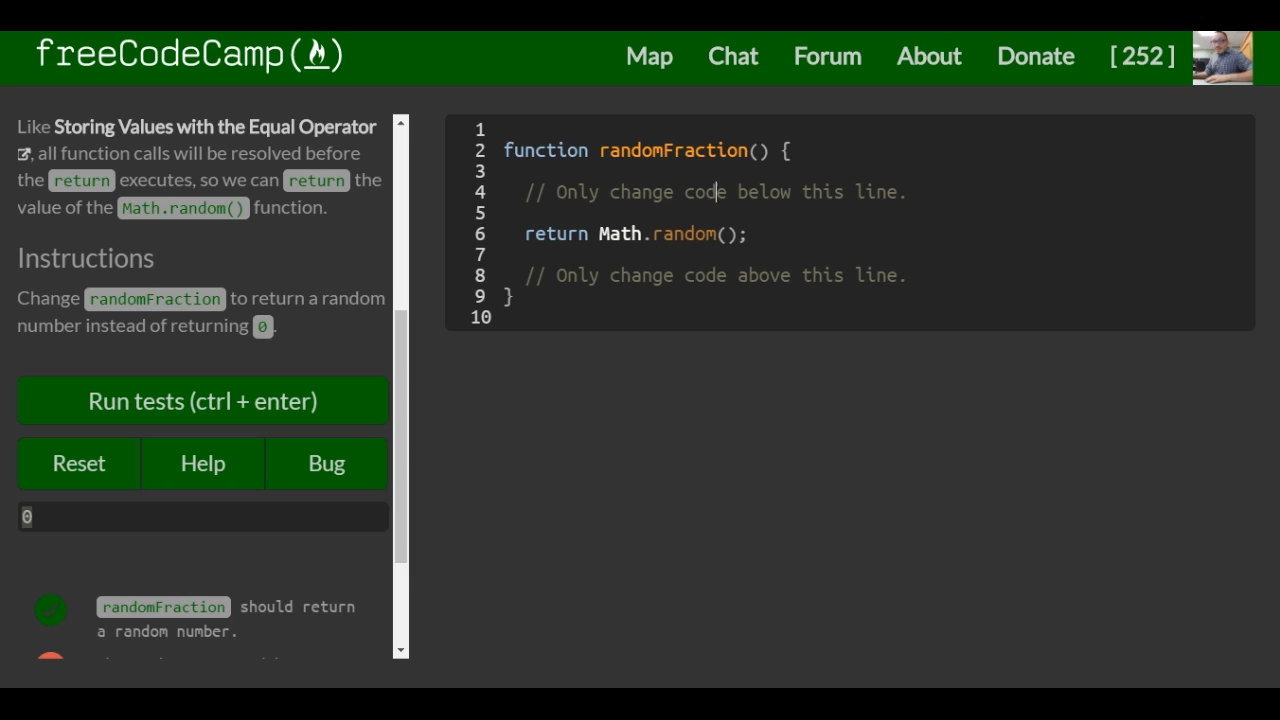 freeCodeCamp(🔥)
Map Chat Forum About Donate [ 252 ]
Like Storing Values with the Equal Operator
, all function calls will be resolved before
the return executes, so we can return the
value of the Math.random() function.
Instructions
Change randomFraction to return a random
number instead of returning 0.
Run tests (ctrl + enter)
Reset Help Bug
0
randomFraction should return
a random number.
1
2 function randomFraction() {
3
4 // Only change code below this line.
5
6 return Math.random();
7
8 // Only change code above this line.
9 }
10